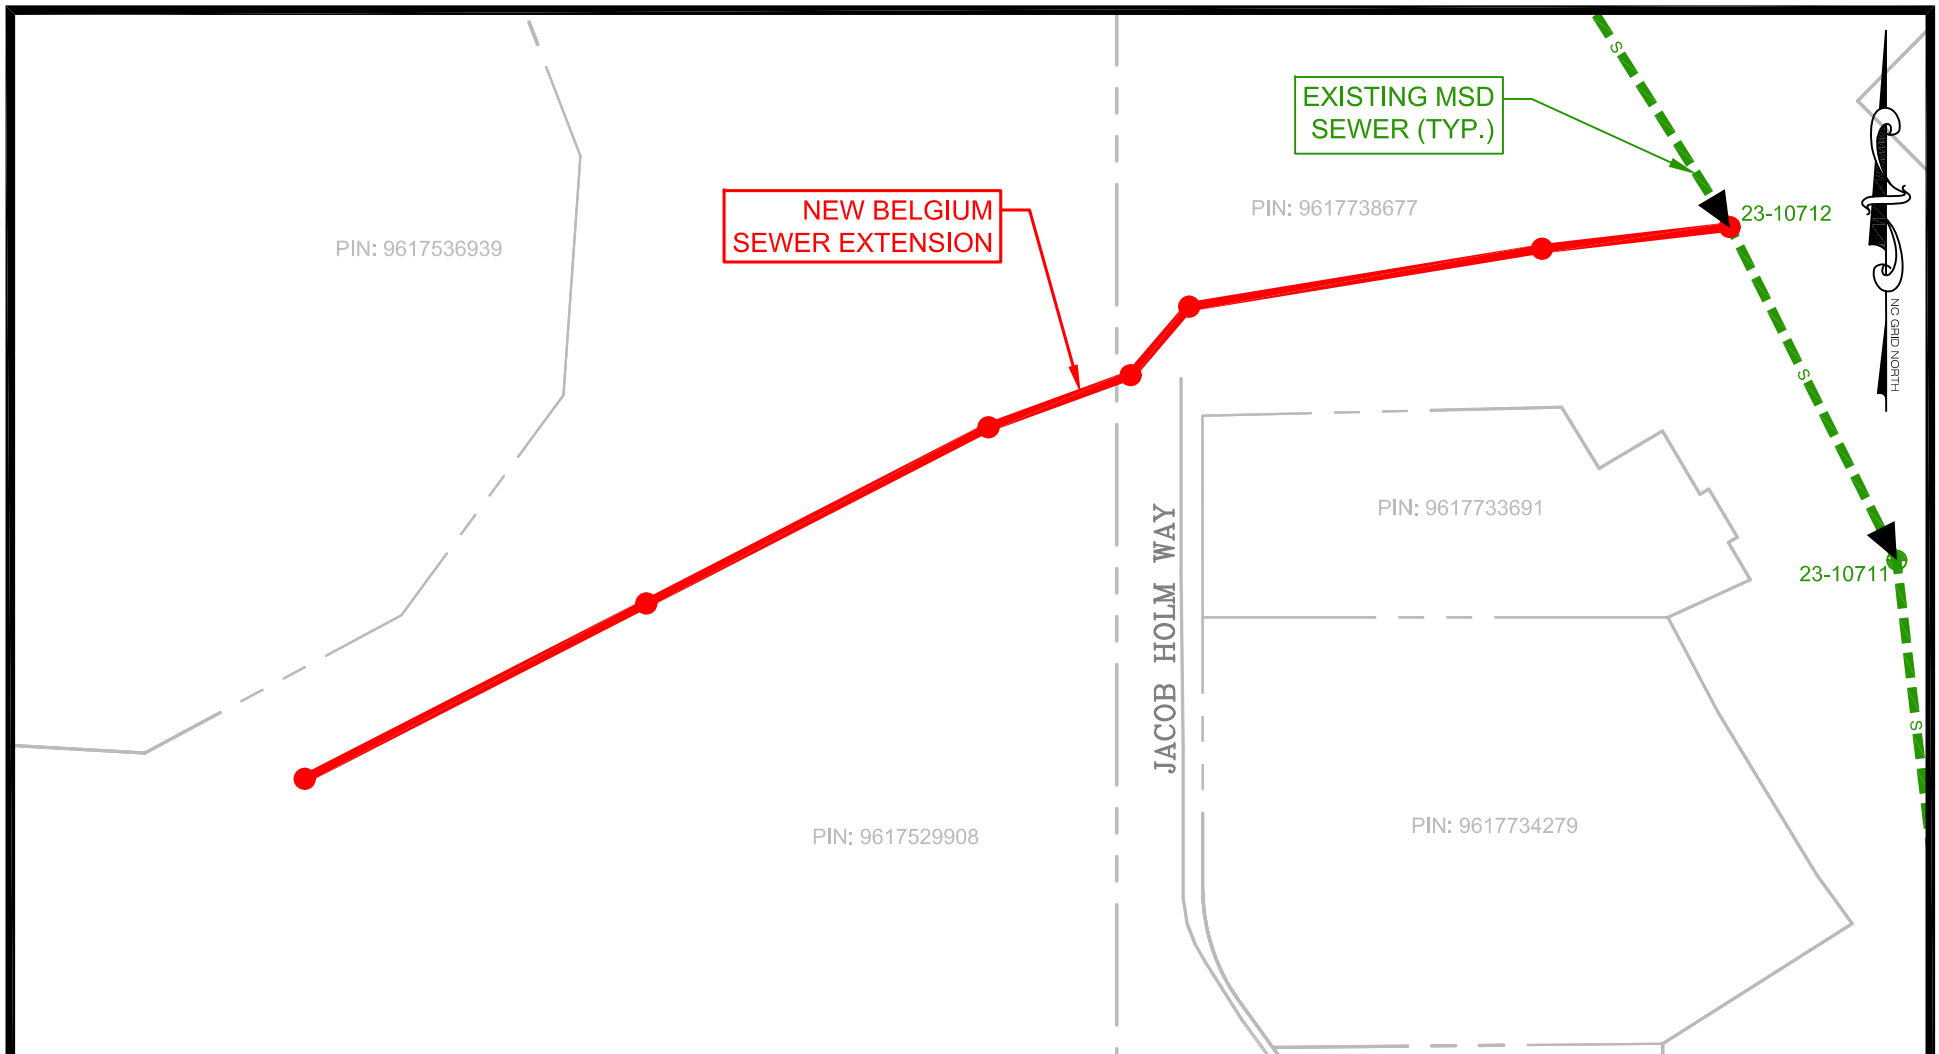 S
EXISTING MSD
SEWER (TYP.)
NEW BELGIUM
SEWER EXTENSION
PIN: 9617738677
23-10712
PIN: 9617536939
NC GRID NORTH
S
PIN: 9617733691
JACOB HOLM WAY
23-10711
S
PIN: 9617529908
PIN: 9617734279